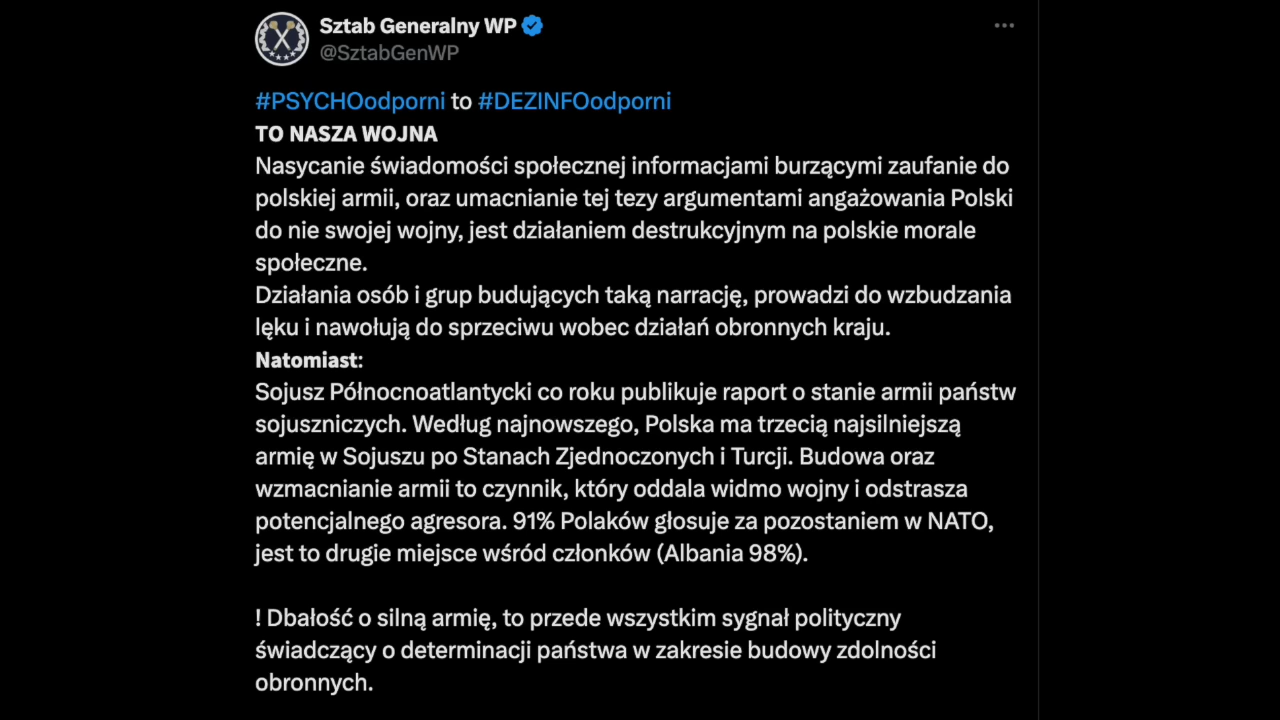 Sztab Generalny WP
@SztabGenWP
#PSYCHOodporni to #DEZINFOodporni
TO NASZA WOJNA
Nasycanie świadomości społecznej informacjami burzącymi zaufanie do
polskiej armii, oraz umacnianie tej tezy argumentami angażowania Polski
do nie swojej wojny, jest działaniem destrukcyjnym na polskie morale
społeczne.
Działania osób i grup budujących taką narrację, prowadzi do wzbudzania
lęku i nawołują do sprzeciwu wobec działań obronnych kraju.
Natomiast:
Sojusz Północnoatlantycki co roku publikuje raport o stanie armii państw
sojuszniczych. Według najnowszego, Polska ma trzecią najsilniejszą
armię w Sojuszu po Stanach Zjednoczonych i Turcji. Budowa oraz
wzmacnianie armii to czynnik, który oddala widmo wojny i odstrasza
potencjalnego agresora. 91% Polaków głosuje za pozostaniem w NATO,
jest to drugie miejsce wśród członków (Albania 98%).
! Dbałość o silną armię, to przede wszystkim sygnał polityczny
świadczący o determinacji państwa w zakresie budowy zdolności
obronnych.